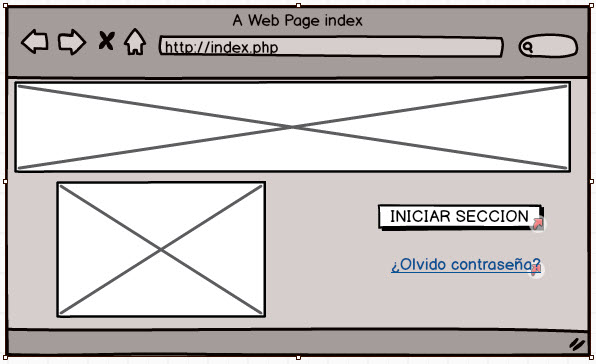 A Web Page index
http://index.php
INICIAR SECCION
¿Olvido contraseña?